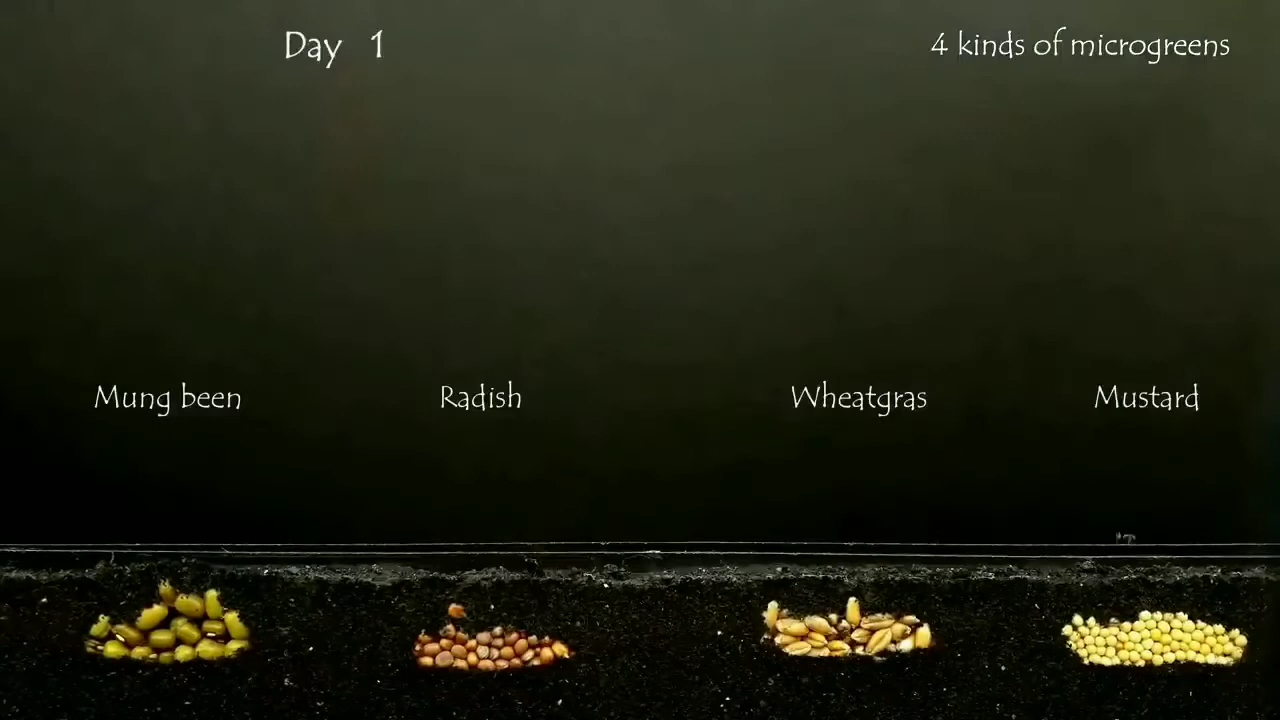 Day 1
4 kinds of microgreens
Mung been
Radish
Wheatgras
Mustard